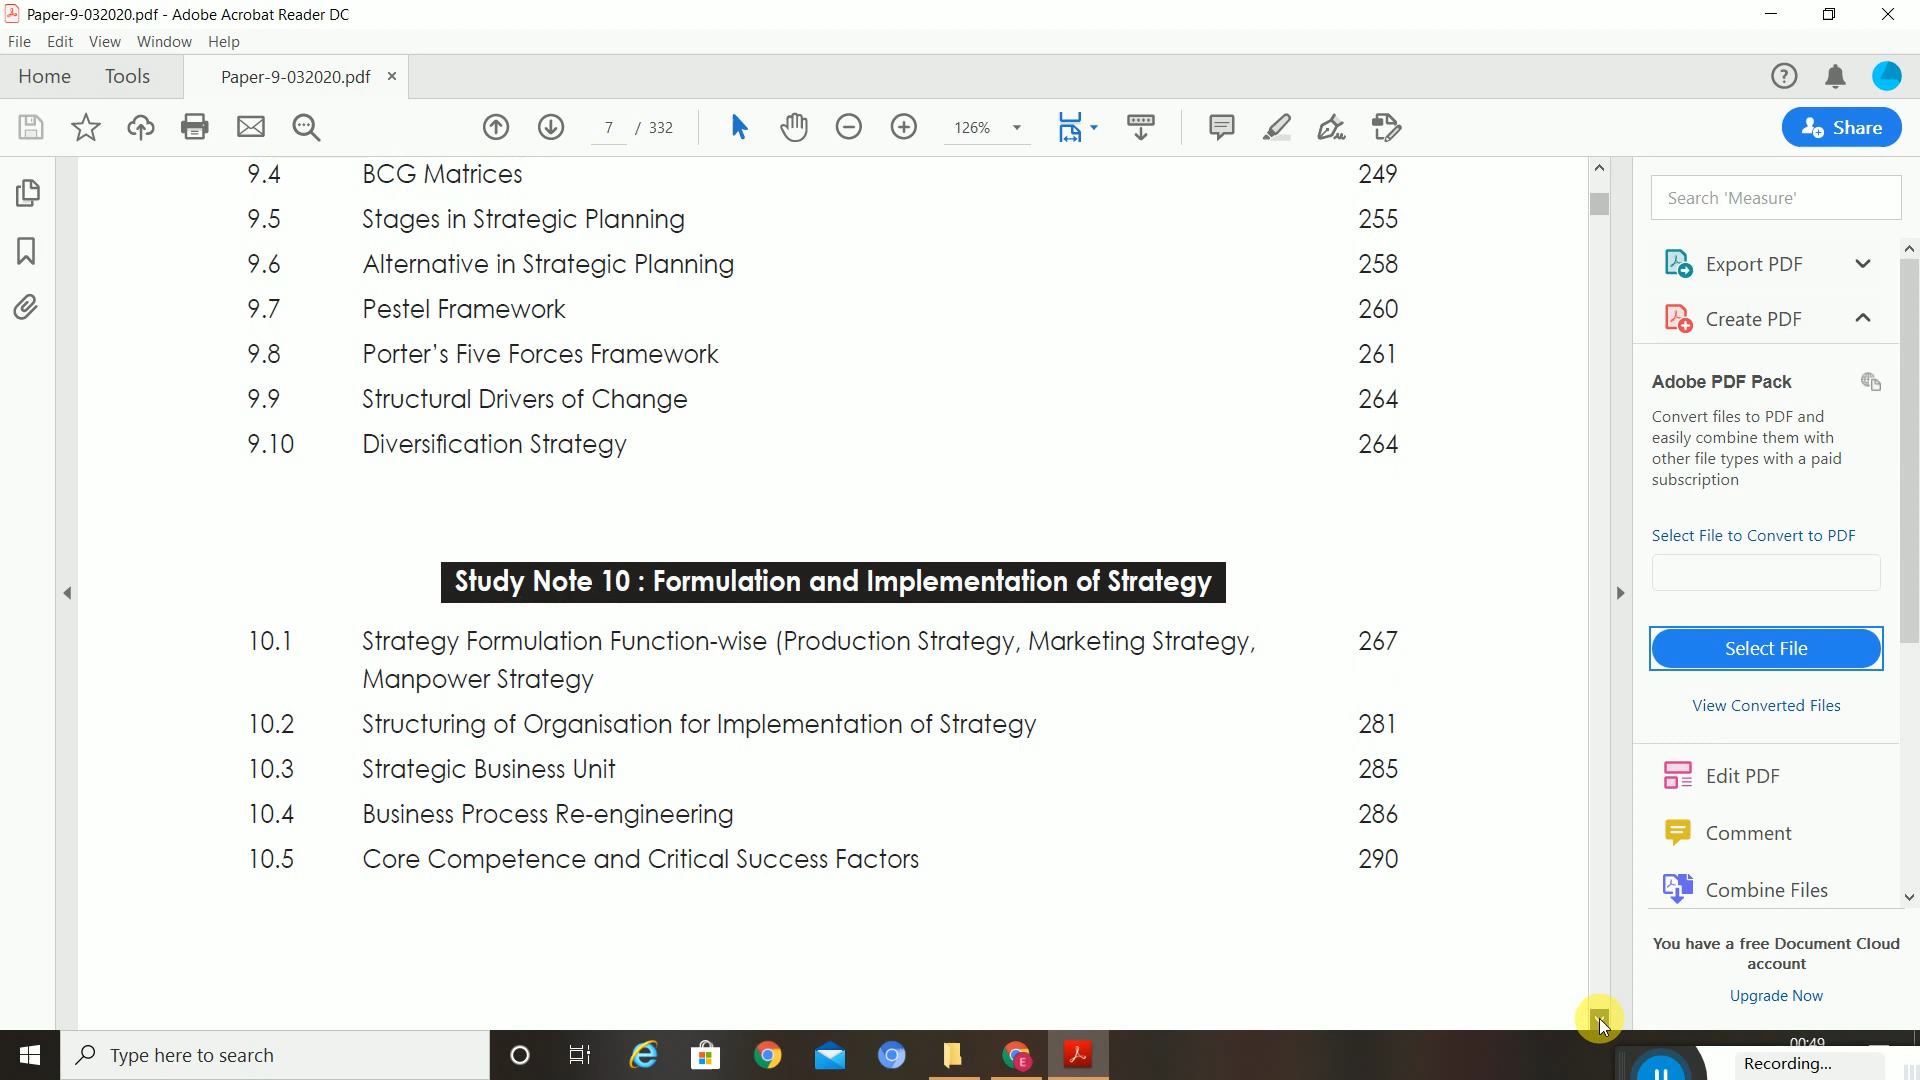 Paper-9-032020.pdf - Adobe Acrobat Reader DC
File Edit View Window Help
Home Tools Paper-9-032020.pdf ×
7 / 332 126% Share
9.4 BCG Matrices 249
9.5 Stages in Strategic Planning 255
9.6 Alternative in Strategic Planning 258
9.7 Pestel Framework 260
9.8 Porter's Five Forces Framework 261
9.9 Structural Drivers of Change 264
9.10 Diversification Strategy 264
Study Note 10 : Formulation and Implementation of Strategy
10.1 Strategy Formulation Function-wise (Production Strategy, Marketing Strategy, 267
Manpower Strategy
10.2 Structuring of Organisation for Implementation of Strategy 281
10.3 Strategic Business Unit 285
10.4 Business Process Re-engineering 286
10.5 Core Competence and Critical Success Factors 290
Search 'Measure'
Export PDF
Create PDF
Adobe PDF Pack
Convert files to PDF and
easily combine them with
other file types with a paid
subscription
Select File to Convert to PDF
Select File
View Converted Files
Edit PDF
Comment
Combine Files
You have a free Document Cloud
account
Upgrade Now
Type here to search
E
00:49
Recording...